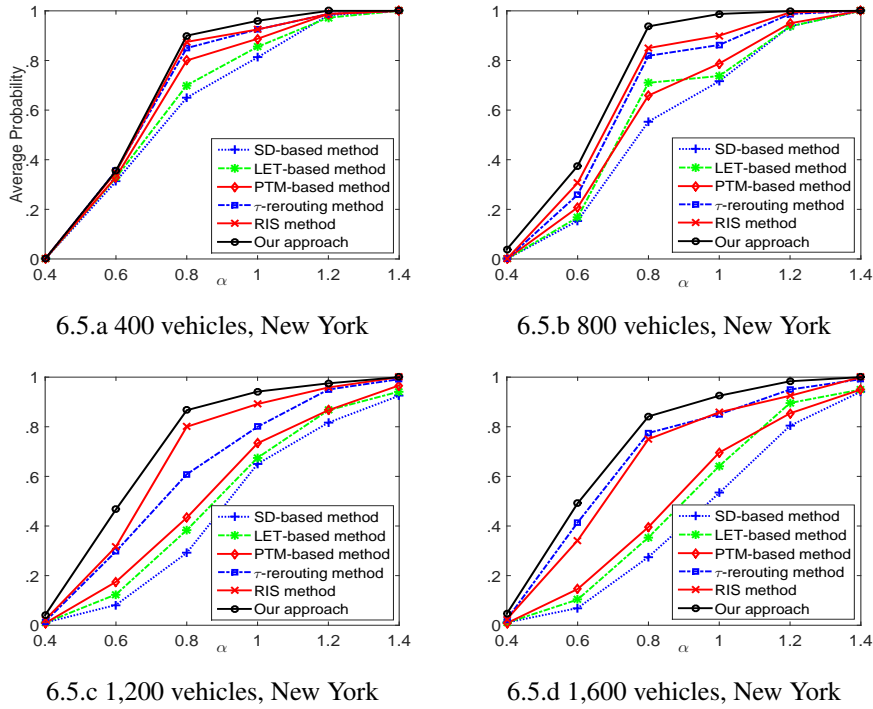 Average Probability
1
.8
.6
.4
.2
0
0.4 0.6 0.8 1 1.2 1.4
α
SD-based method
LET-based method
PTM-based method
τ-rerouting method
RIS method
Our approach
6.5.a 400 vehicles, New York
1
.8
.6
.4
.2
0
0.4 0.6 0.8 1 1.2 1.4
α
SD-based method
LET-based method
PTM-based method
τ-rerouting method
RIS method
Our approach
6.5.b 800 vehicles, New York
1
.8
.6
.4
.2
0
0.4 0.6 0.8 1 1.2 1.4
α
SD-based method
LET-based method
PTM-based method
τ-rerouting method
RIS method
Our approach
6.5.c 1,200 vehicles, New York
1
.8
.6
.4
.2
0
0.4 0.6 0.8 1 1.2 1.4
α
SD-based method
LET-based method
PTM-based method
τ-rerouting method
RIS method
Our approach
6.5.d 1,600 vehicles, New York